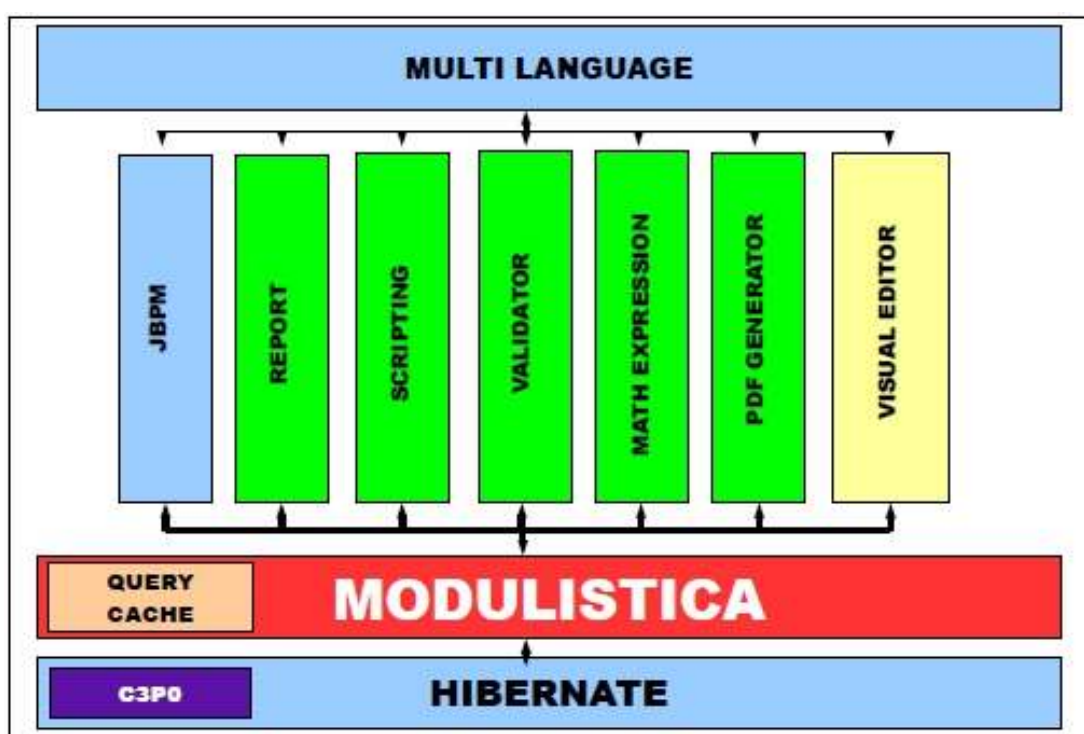 MULTI LANGUAGE
JBPM
REPORT
SCRIPTING
VALIDATOR
MATH EXPRESSION
PDF GENERATOR
VISUAL EDITOR
QUERY
CACHE
MODULISTICA
C3P0
HIBERNATE